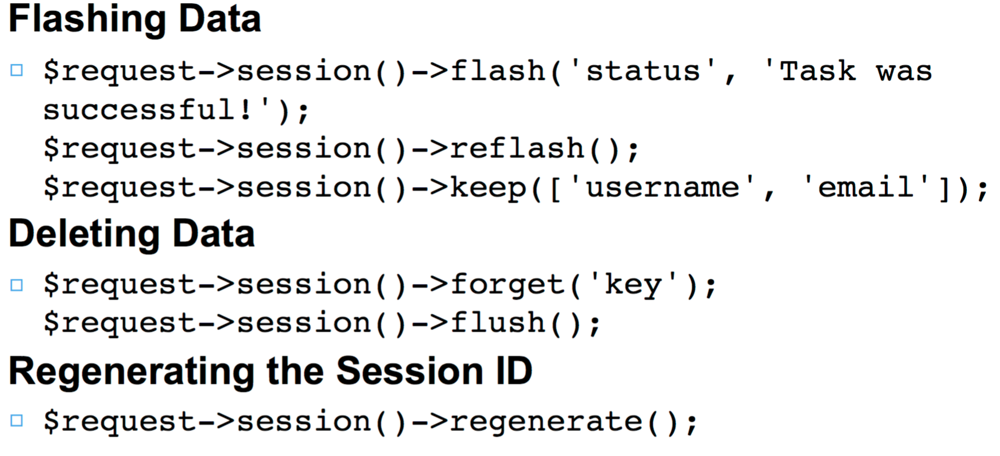 Flashing Data
$request->session()->flash('status', 'Task was
successful!');
$request->session()->reflash();
$request->session()->keep(['username', 'email']);
Deleting Data
$request->session()->forget('key');
$request->session()->flush();
Regenerating the Session ID
$request->session()->regenerate();